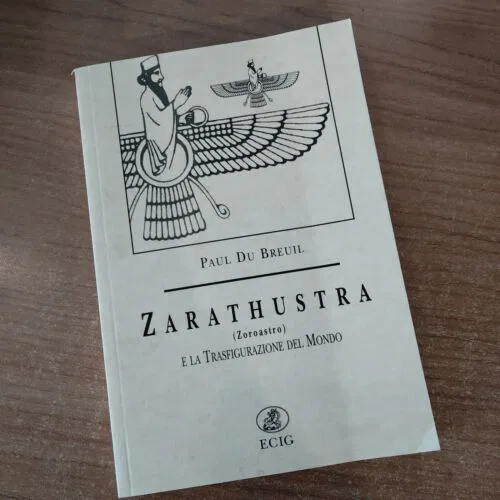 PAUL DU BREUIL
ZARATHUSTRA
(Zoroastro)
E LA TRASFIGURAZIONE DEL MONDO
ECIG